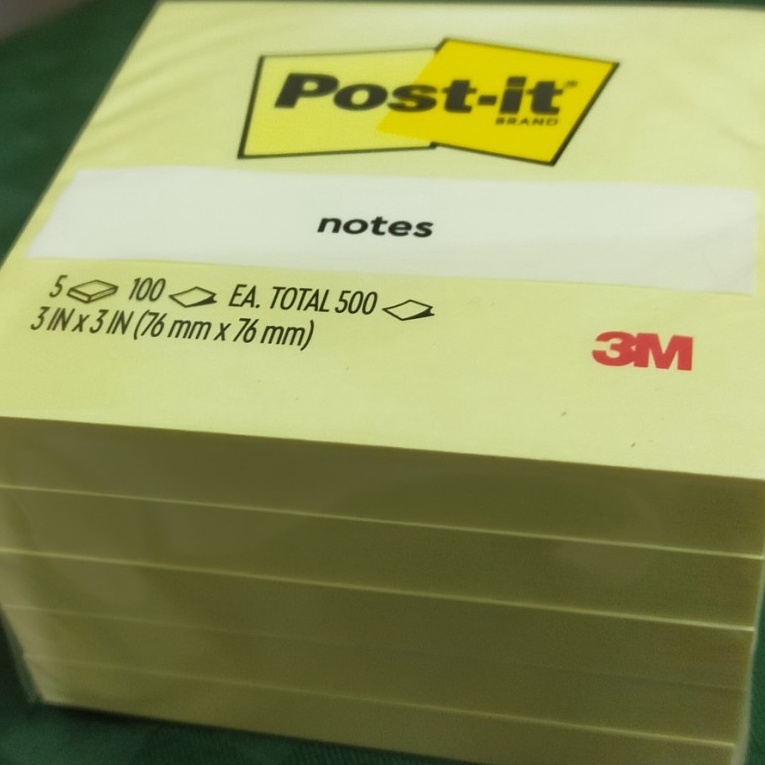 Post-it®
BRAND
notes
5 100 EA. TOTAL 500
3 IN x 3 IN (76 mm x 76 mm)
3M